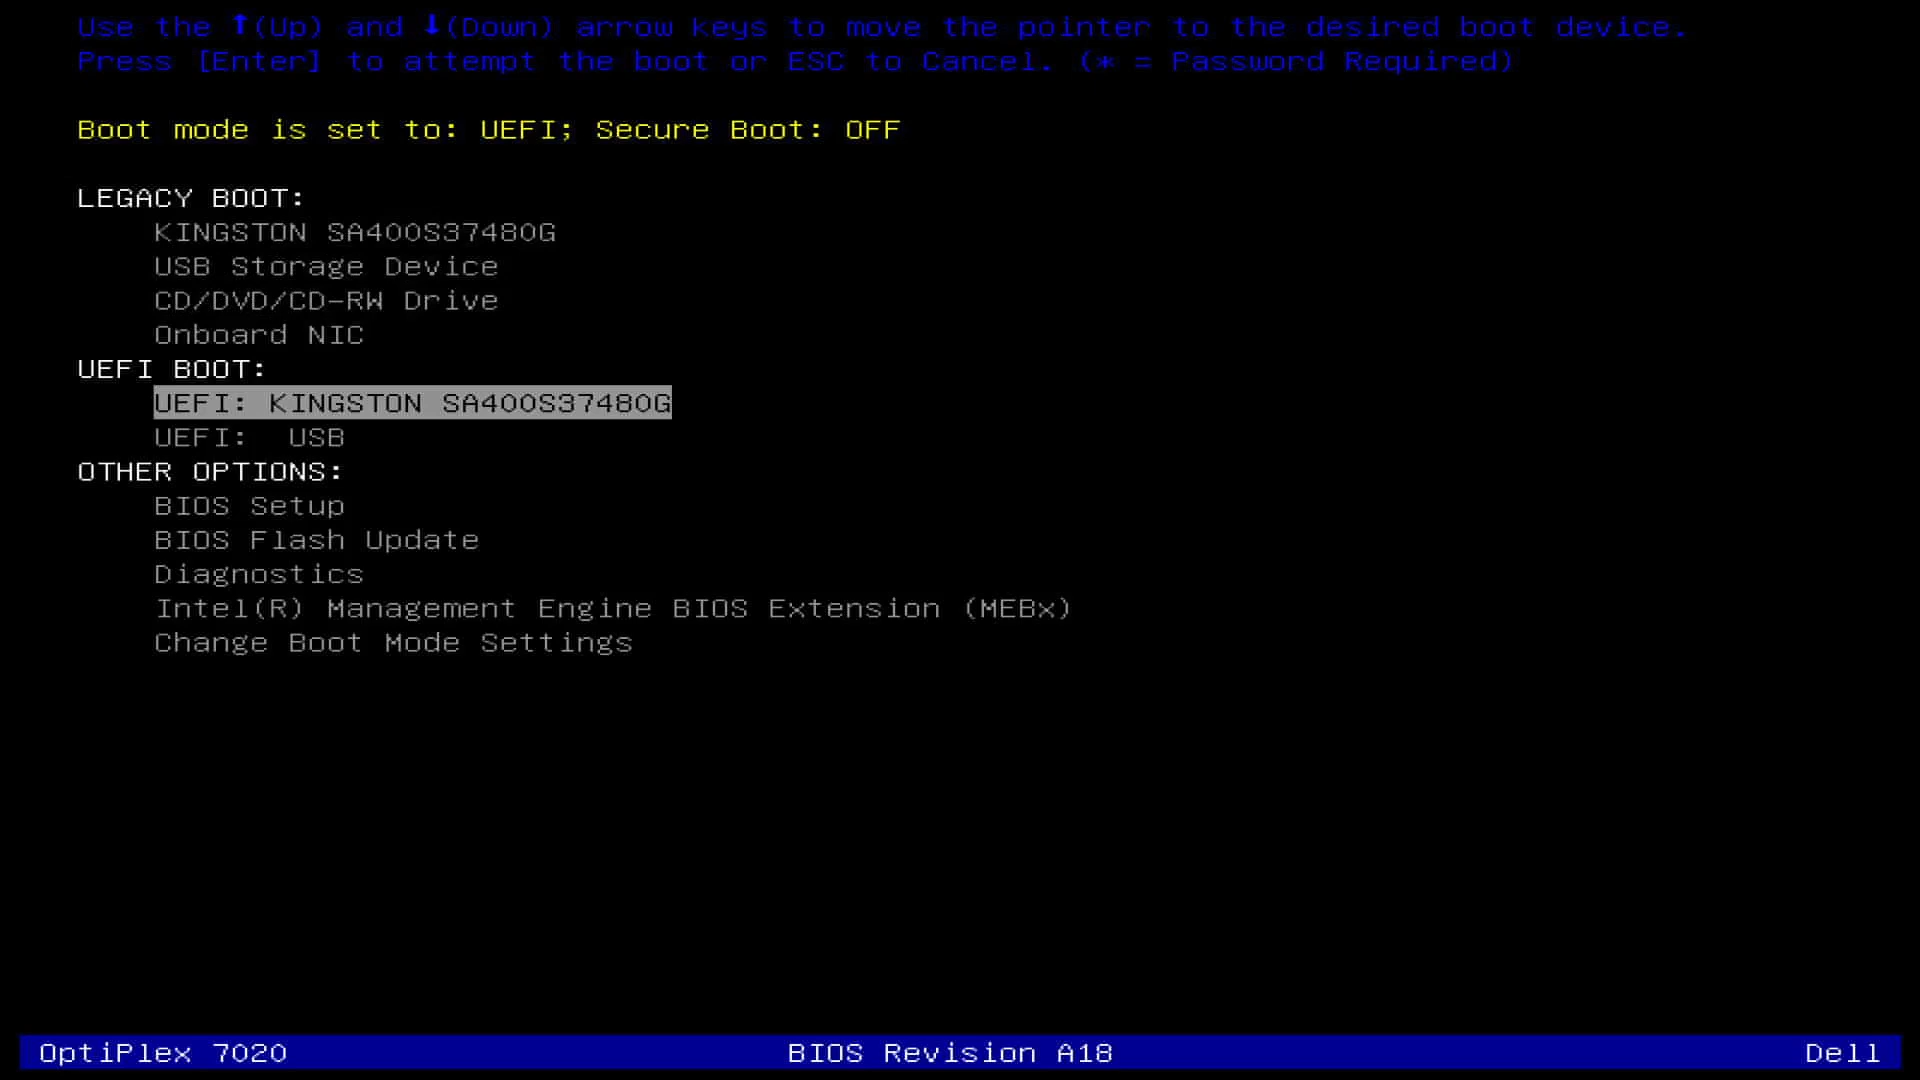 Use the ↑(Up) and ↓(Down) arrow keys to move the pointer to the desired boot device.
Press [Enter] to attempt the boot or ESC to Cancel. (* = Password Required)
Boot mode is set to: UEFI; Secure Boot: OFF
LEGACY BOOT:
KINGSTON SA400S37480G
USB Storage Device
CD/DVD/CD-RW Drive
Onboard NIC
UEFI BOOT:
UEFI: KINGSTON SA400S37480G
UEFI:  USB
OTHER OPTIONS:
BIOS Setup
BIOS Flash Update
Diagnostics
Intel(R) Management Engine BIOS Extension (MEBx)
Change Boot Mode Settings
OptiPlex 7020 BIOS Revision A18 Dell